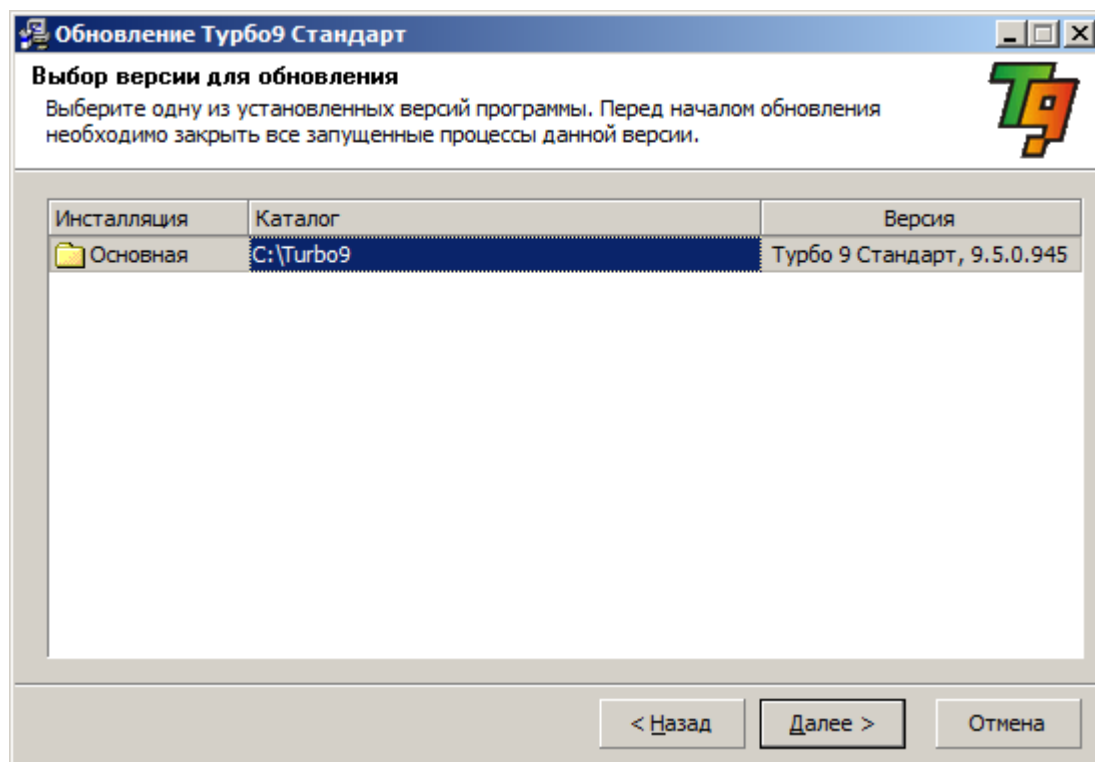 Обновление Турбо9 Стандарт
Выбор версии для обновления
Выберите одну из установленных версий программы. Перед началом обновления
необходимо закрыть все запущенные процессы данной версии.
T9
Инсталляция Каталог Версия
Основная C:\Turbo9 Турбо 9 Стандарт, 9.5.0.945
< Назад Далее > Отмена